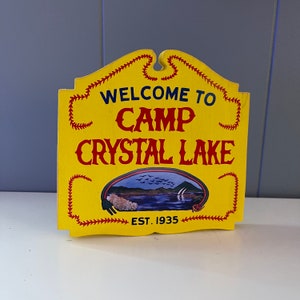 WELCOME TO
CAMP
CRYSTAL LAKE
EST. 1935